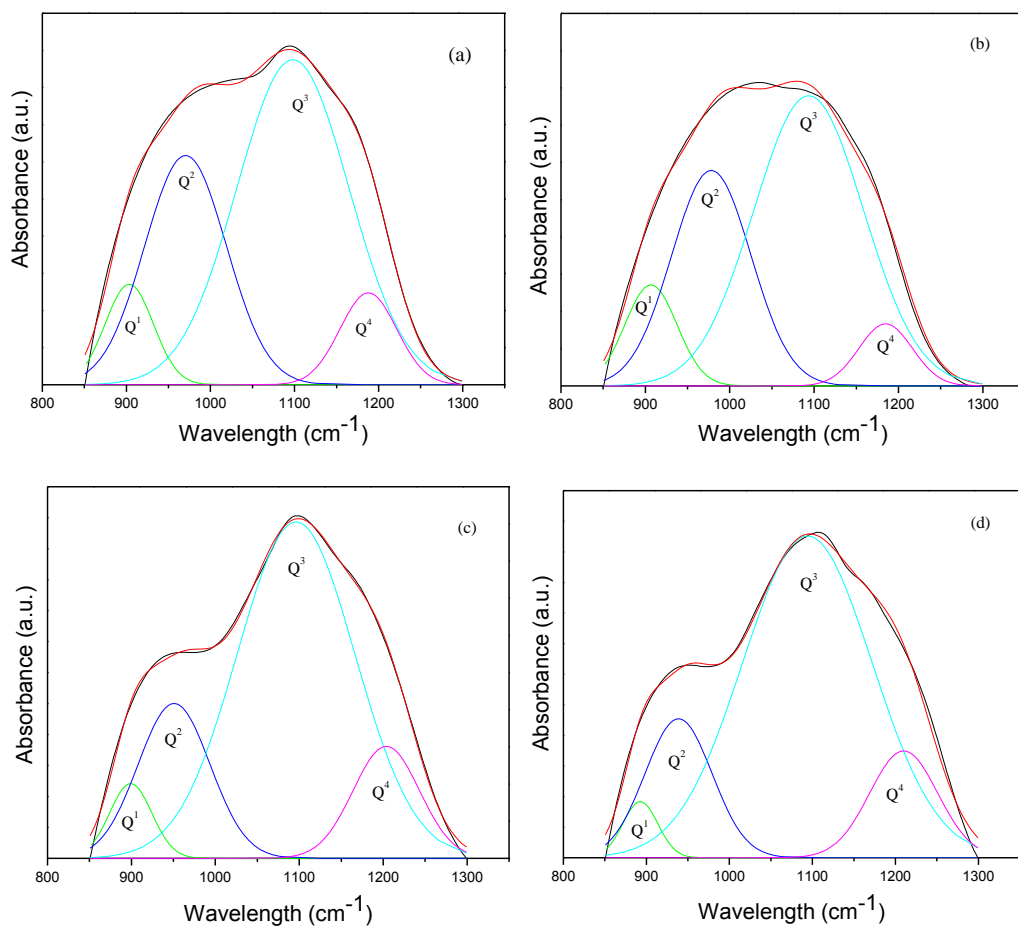 (a)
Q³
Q²
Q¹
Q⁴
Absorbance (a.u.)
800 900 1000 1100 1200 1300
Wavelength (cm⁻¹)
(b)
Q³
Q²
Q¹
Q⁴
Absorbance (a.u.)
800 900 1000 1100 1200 1300
Wavelength (cm⁻¹)
(c)
Q³
Q²
Q¹
Q⁴
Absorbance (a.u.)
800 900 1000 1100 1200 1300
Wavelength (cm⁻¹)
(d)
Q³
Q²
Q¹
Q⁴
Absorbance (a.u.)
800 900 1000 1100 1200 1300
Wavelength (cm⁻¹)